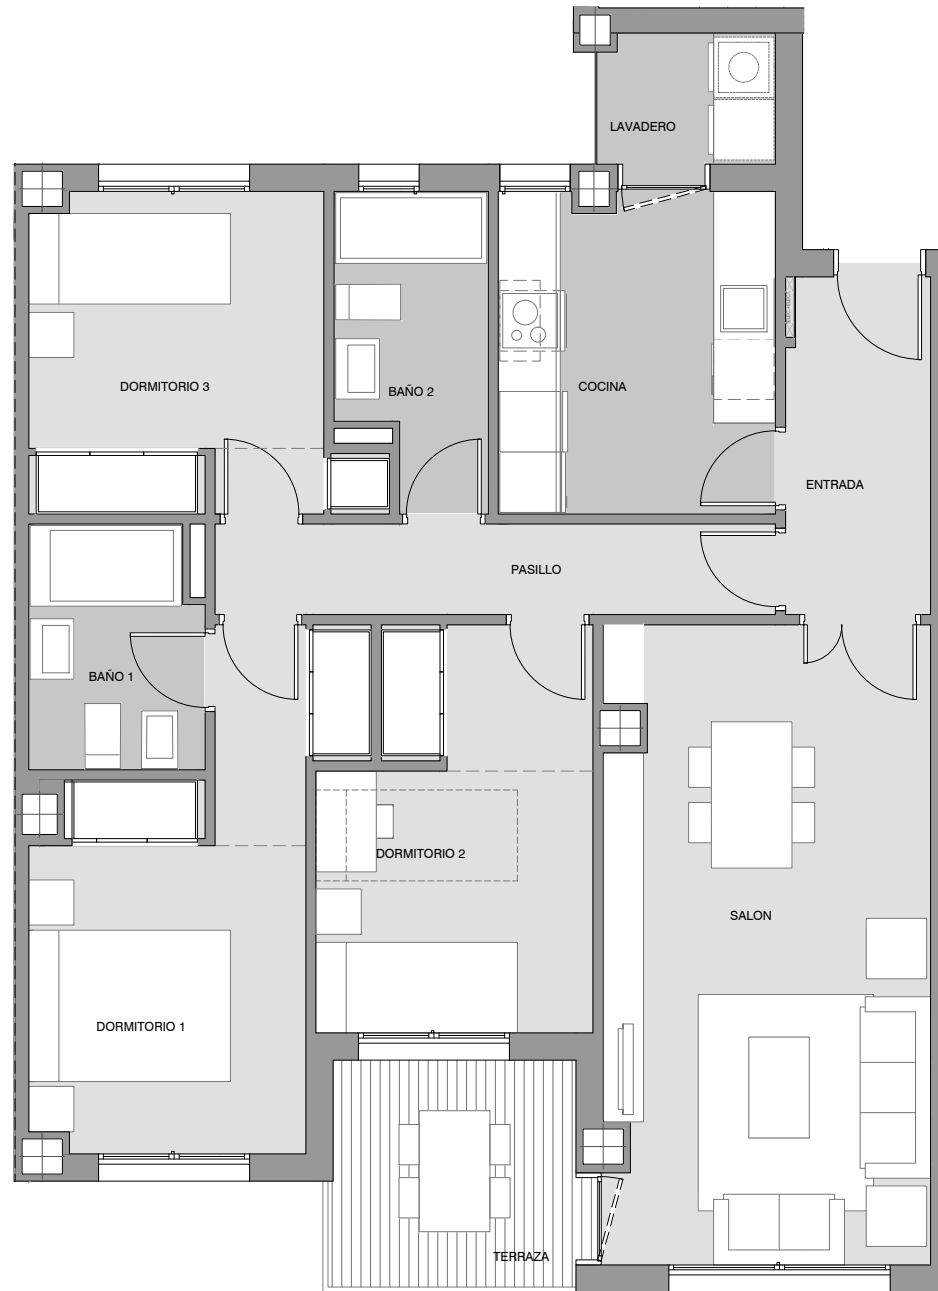 LAVADERO
DORMITORIO 3
BAÑO 2
COCINA
ENTRADA
PASILLO
BAÑO 1
DORMITORIO 2
SALON
DORMITORIO 1
TERRAZA